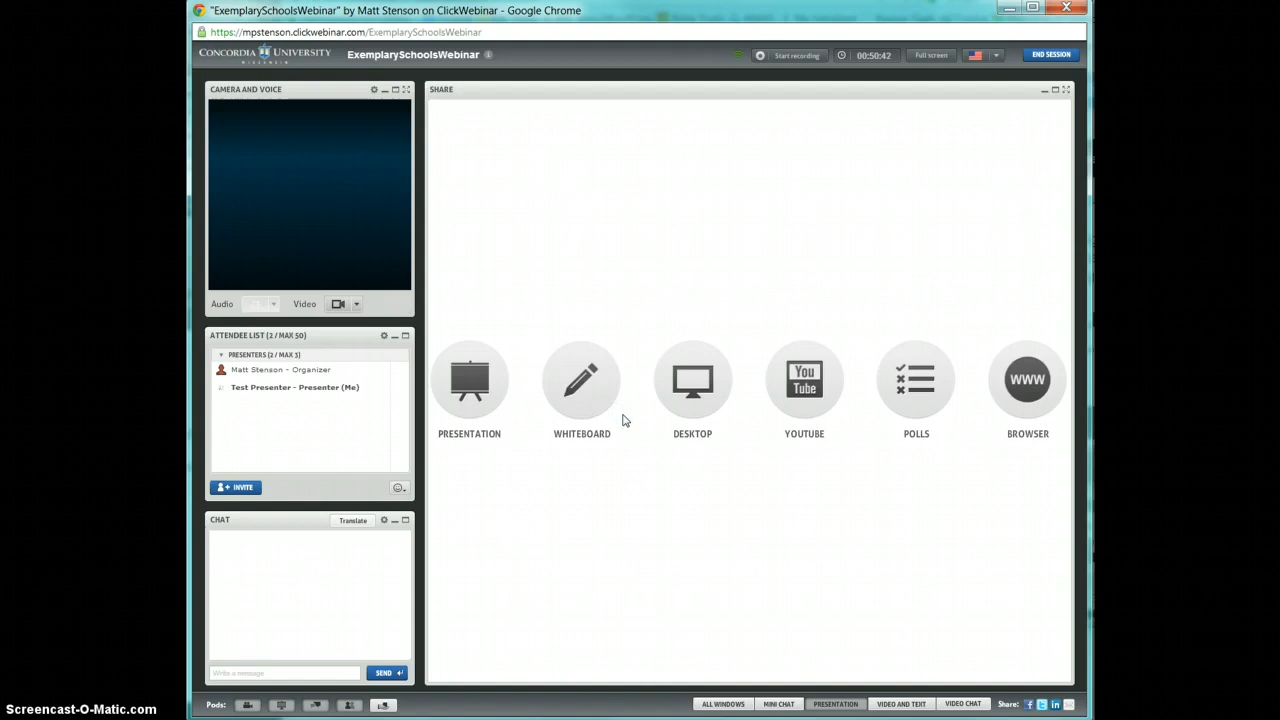 "ExemplarySchoolsWebinar" by Matt Stenson on ClickWebinar - Google Chrome
https://mpstenson.clickwebinar.com/ExemplarySchoolsWebinar
CONCORDIA UNIVERSITY
WISCONSIN
ExemplarySchoolsWebinar
Start recording
00:50:42
Full screen
END SESSION
CAMERA AND VOICE
SHARE
Audio
Video
ATTENDEE LIST (2 / MAX 50)
PRESENTERS (2 / MAX 3)
Matt Stenson - Organizer
Test Presenter - Presenter (Me)
You
Tube
WWW
PRESENTATION
WHITEBOARD
DESKTOP
YOUTUBE
POLLS
BROWSER
INVITE
CHAT
Translate
Write a message
SEND
Pods:
ALL WINDOWS
MINI CHAT
PRESENTATION
VIDEO AND TEXT
VIDEO CHAT
Share:
Screencast-O-Matic.com